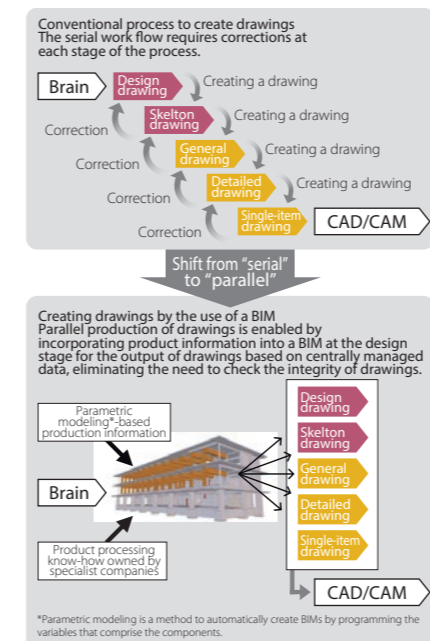 Conventional process to create drawings
The serial work flow requires corrections at
each stage of the process.
Brain
Design
drawing
Creating a drawing
Correction
Skelton
drawing
Creating a drawing
Correction
General
drawing
Creating a drawing
Correction
Detailed
drawing
Creating a drawing
Correction
Single-item
drawing
CAD/CAM
Shift from "serial"
to "parallel"
Creating drawings by the use of a BIM
Parallel production of drawings is enabled by
incorporating product information into a BIM at the design
stage for the output of drawings based on centrally managed
data, eliminating the need to check the integrity of drawings.
Parametric
modeling*-based
production information
Brain
Product processing
know-how owned by
specialist companies
Design
drawing
Skelton
drawing
General
drawing
Detailed
drawing
Single-item
drawing
CAD/CAM
*Parametric modeling is a method to automatically create BIMs by programming the
variables that comprise the components.